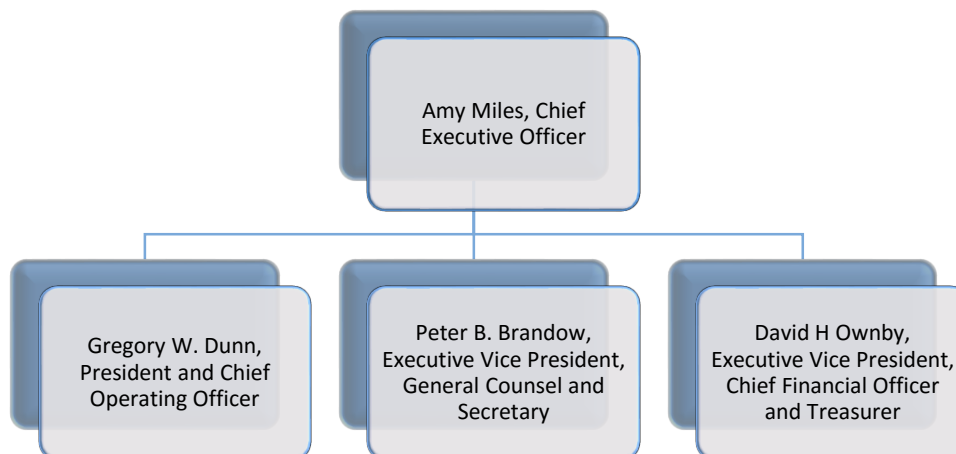 Amy Miles, Chief
Executive Officer
Gregory W. Dunn,
President and Chief
Operating Officer
Peter B. Brandow,
Executive Vice President,
General Counsel and
Secretary
David H Ownby,
Executive Vice President,
Chief Financial Officer
and Treasurer